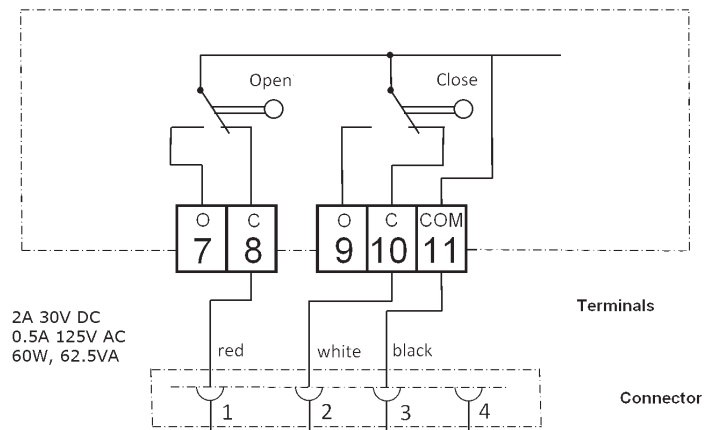 Open
Close
O C O C COM
7 8 9 10 11
2A 30V DC
0.5A 125V AC
60W, 62.5VA
Terminals
red white black
Connector
1 2 3 4